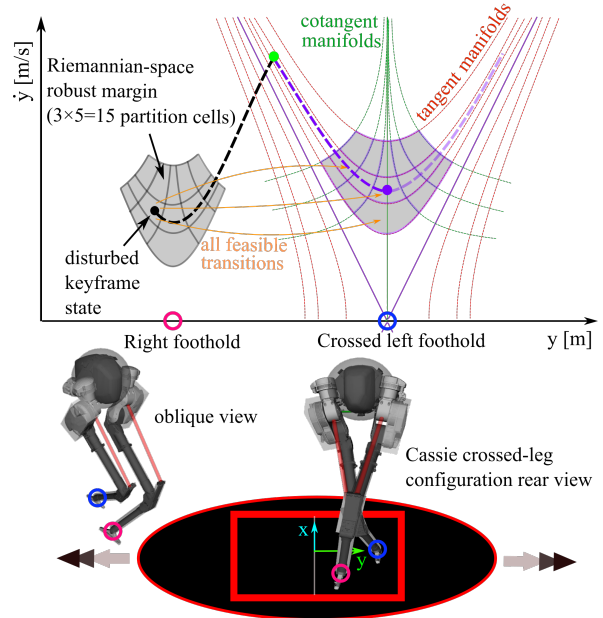 cotangent
manifolds
tangent manifolds
ẏ [m/s]
Riemannian-space
robust margin
(3×5=15 partition cells)
all feasible
transitions
disturbed
keyframe
state
Right foothold
Crossed left foothold
y [m]
oblique view
Cassie crossed-leg
configuration rear view
x
y